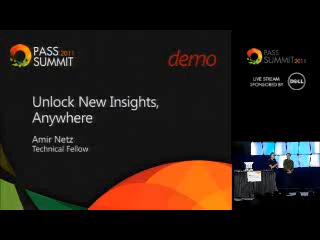 PASS
SUMMIT 2011
demo
Unlock New Insights,
Anywhere
Amir Netz
Technical Fellow
PASS
SUMMIT 2011
LIVE STREAM
SPONSORED BY DELL